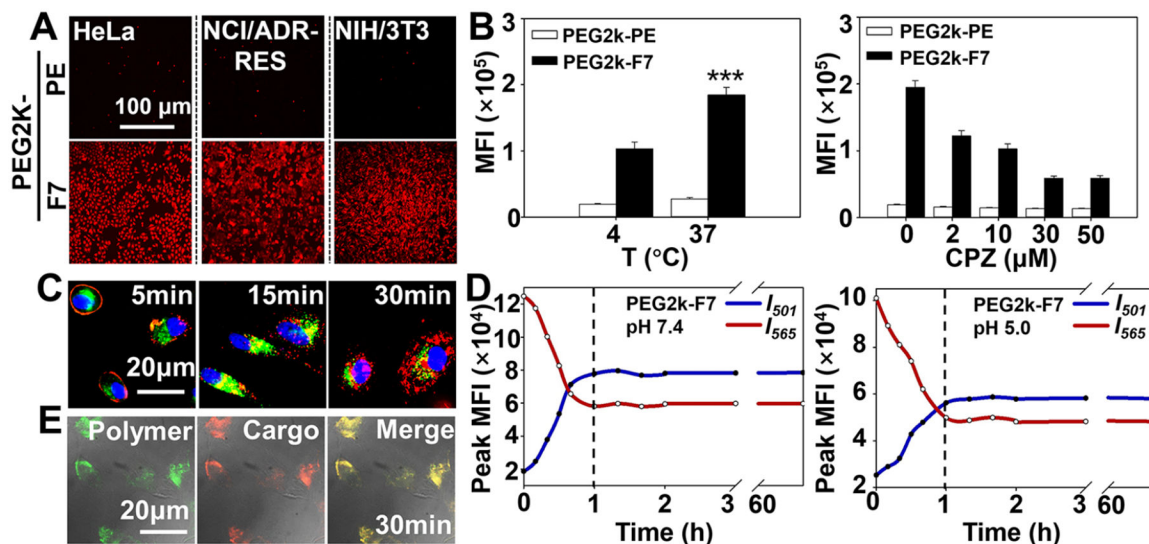 A
HeLa
NCI/ADR-
RES
NIH/3T3
PEG2K-
PE
F7
100 µm
B
PEG2k-PE
PEG2k-F7
***
MFI (×10⁵)
2
1
0
4
37
T (°C)
PEG2k-PE
PEG2k-F7
MFI (×10⁵)
3
2
1
0
0
2
10
30
50
CPZ (µM)
C
5min
15min
30min
20µm
D
PEG2k-F7
I501
pH 7.4
I565
Peak MFI (×10⁴)
12
10
8
6
4
2
0
1
2
3
60
Time (h)
PEG2k-F7
I501
pH 5.0
I565
Peak MFI (×10⁴)
10
8
6
4
2
0
1
2
3
60
Time (h)
E
Polymer
Cargo
Merge
20µm
30min